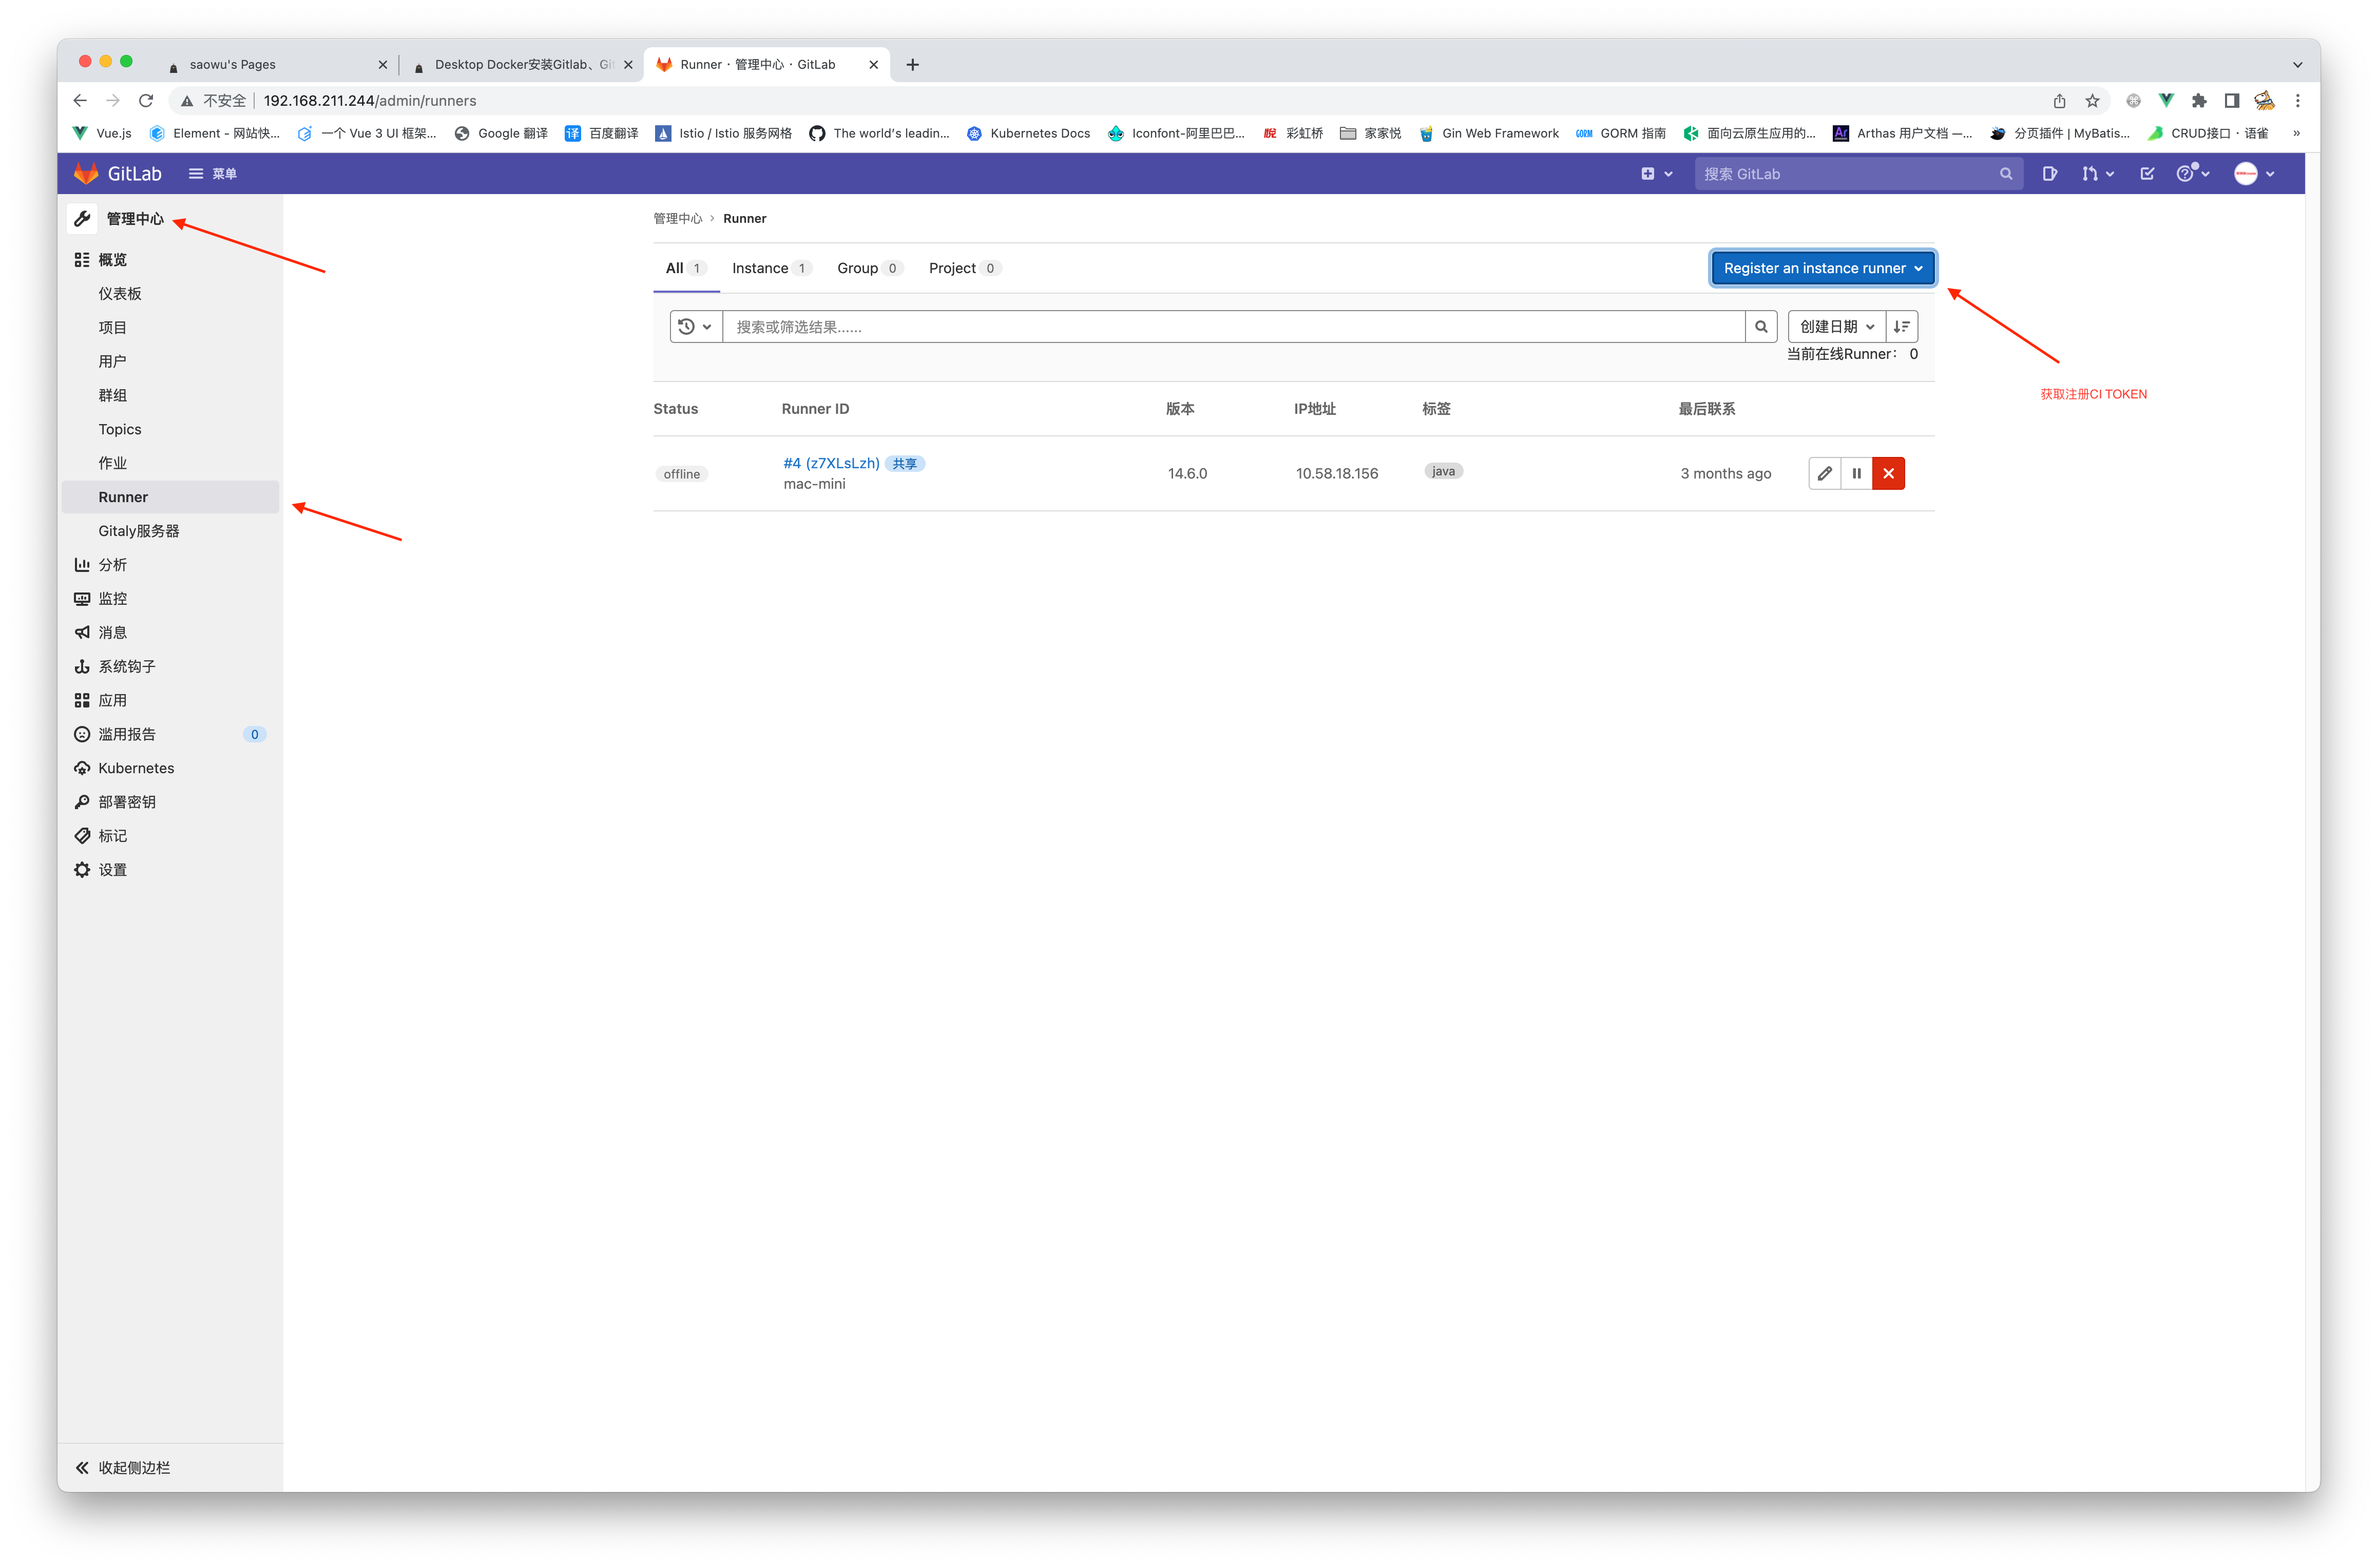 saowu's Pages
Desktop Docker安装Gitlab、Git
Runner · 管理中心 · GitLab
不安全 192.168.211.244/admin/runners
Vue.js
Element - 网站快...
一个 Vue 3 UI 框架...
Google 翻译
译 百度翻译
Istio / Istio 服务网格
The world's leadin...
Kubernetes Docs
Iconfont-阿里巴巴...
彩虹桥
家家悦
Gin Web Framework
GORM GORM 指南
面向云原生应用的...
Ar Arthas 用户文档 —...
分页插件 | MyBatis...
CRUD接口 · 语雀
»
GitLab 菜单
搜索 GitLab
管理中心
概览
仪表板
项目
用户
群组
Topics
作业
Runner
Gitaly服务器
分析
监控
消息
系统钩子
应用
滥用报告 0
Kubernetes
部署密钥
标记
设置
收起侧边栏
管理中心 › Runner
All 1 Instance 1 Group 0 Project 0
Register an instance runner
搜索或筛选结果......
创建日期
当前在线Runner： 0
获取注册CI TOKEN
Status Runner ID 版本 IP地址 标签 最后联系
offline #4 (z7XLsLzh) 共享 14.6.0 10.58.18.156 java 3 months ago
mac-mini